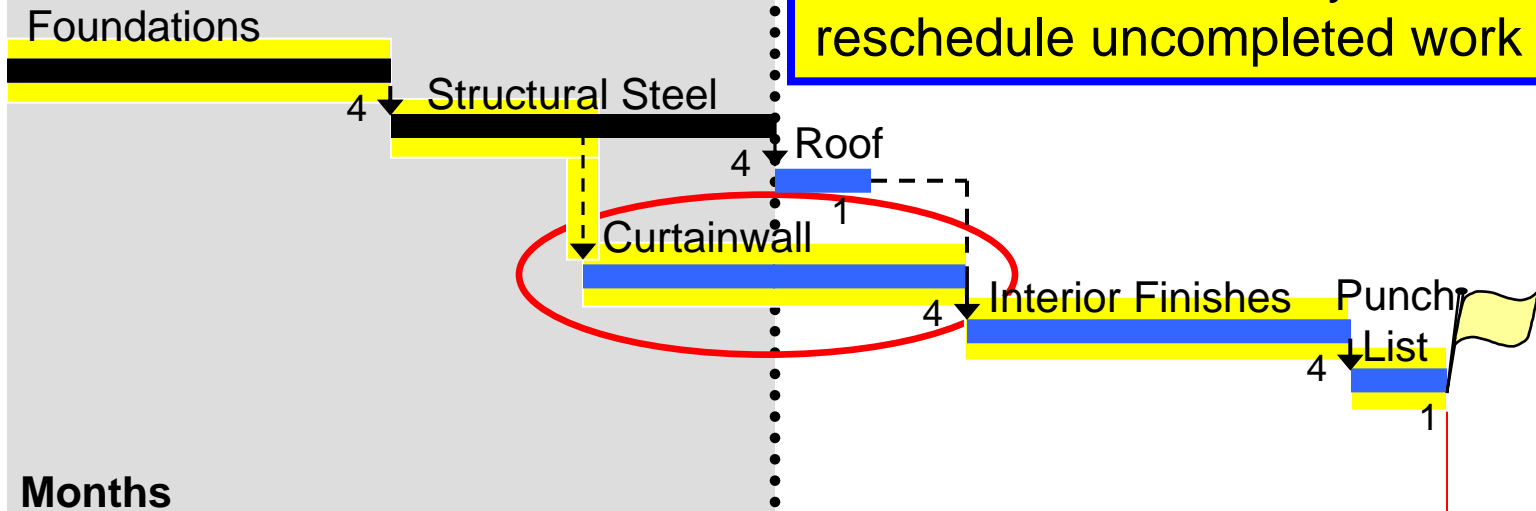 Foundations
reschedule uncompleted work
4
Structural Steel
4
Roof
1
Curtainwall
4
Interior Finishes
Punch
List
4
1
Months